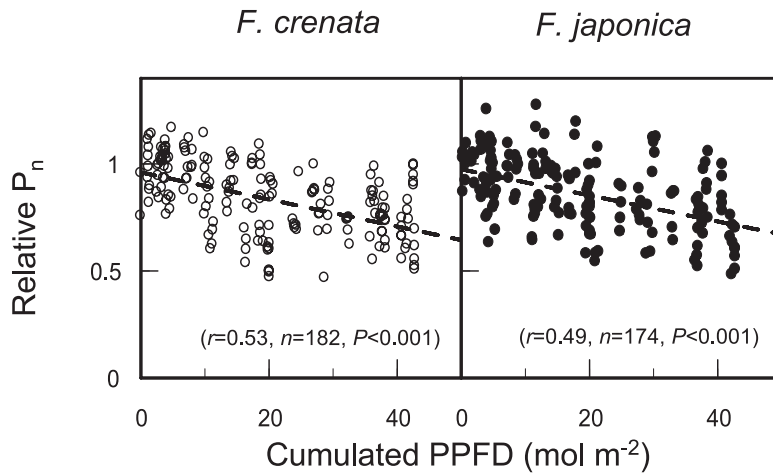 F. crenata F. japonica
Relative Pn
1
0.5
0
(r=0.53, n=182, P<0.001) (r=0.49, n=174, P<0.001)
0 20 40 0 20 40
Cumulated PPFD (mol m-2)